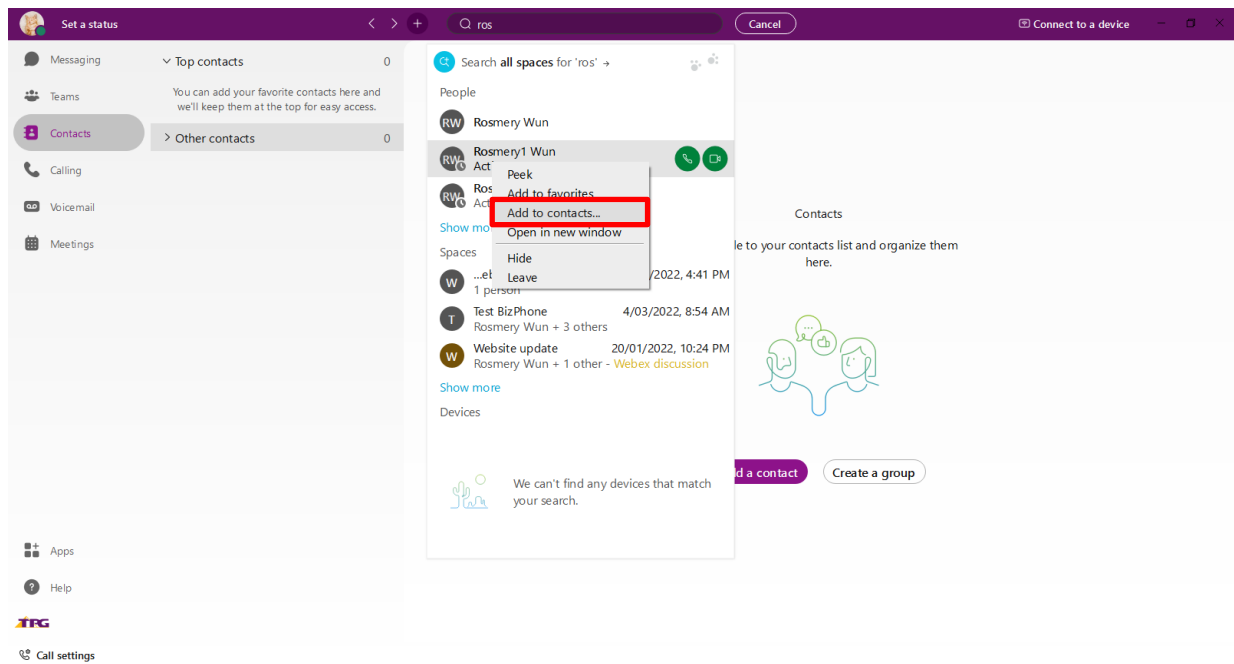 Set a status
ros
Cancel
Connect to a device
Messaging
Teams
Contacts
Calling
Voicemail
Meetings
Top contacts 0
You can add your favorite contacts here and
we'll keep them at the top for easy access.
Other contacts 0
Search all spaces for 'ros' →
People
RW Rosmery Wun
RW Rosmery1 Wun
Act
RW Ros
Act
Show mo
Peek
Add to favorites
Add to contacts...
Open in new window
Hide
Leave
Spaces
W ...eb /2022, 4:41 PM
1 person
T Test BizPhone 4/03/2022, 8:54 AM
Rosmery Wun + 3 others
W Website update 20/01/2022, 10:24 PM
Rosmery Wun + 1 other - Webex discussion
Show more
Devices
We can't find any devices that match
your search.
Contacts
le to your contacts list and organize them
here.
d a contact
Create a group
Apps
Help
TPG
Call settings